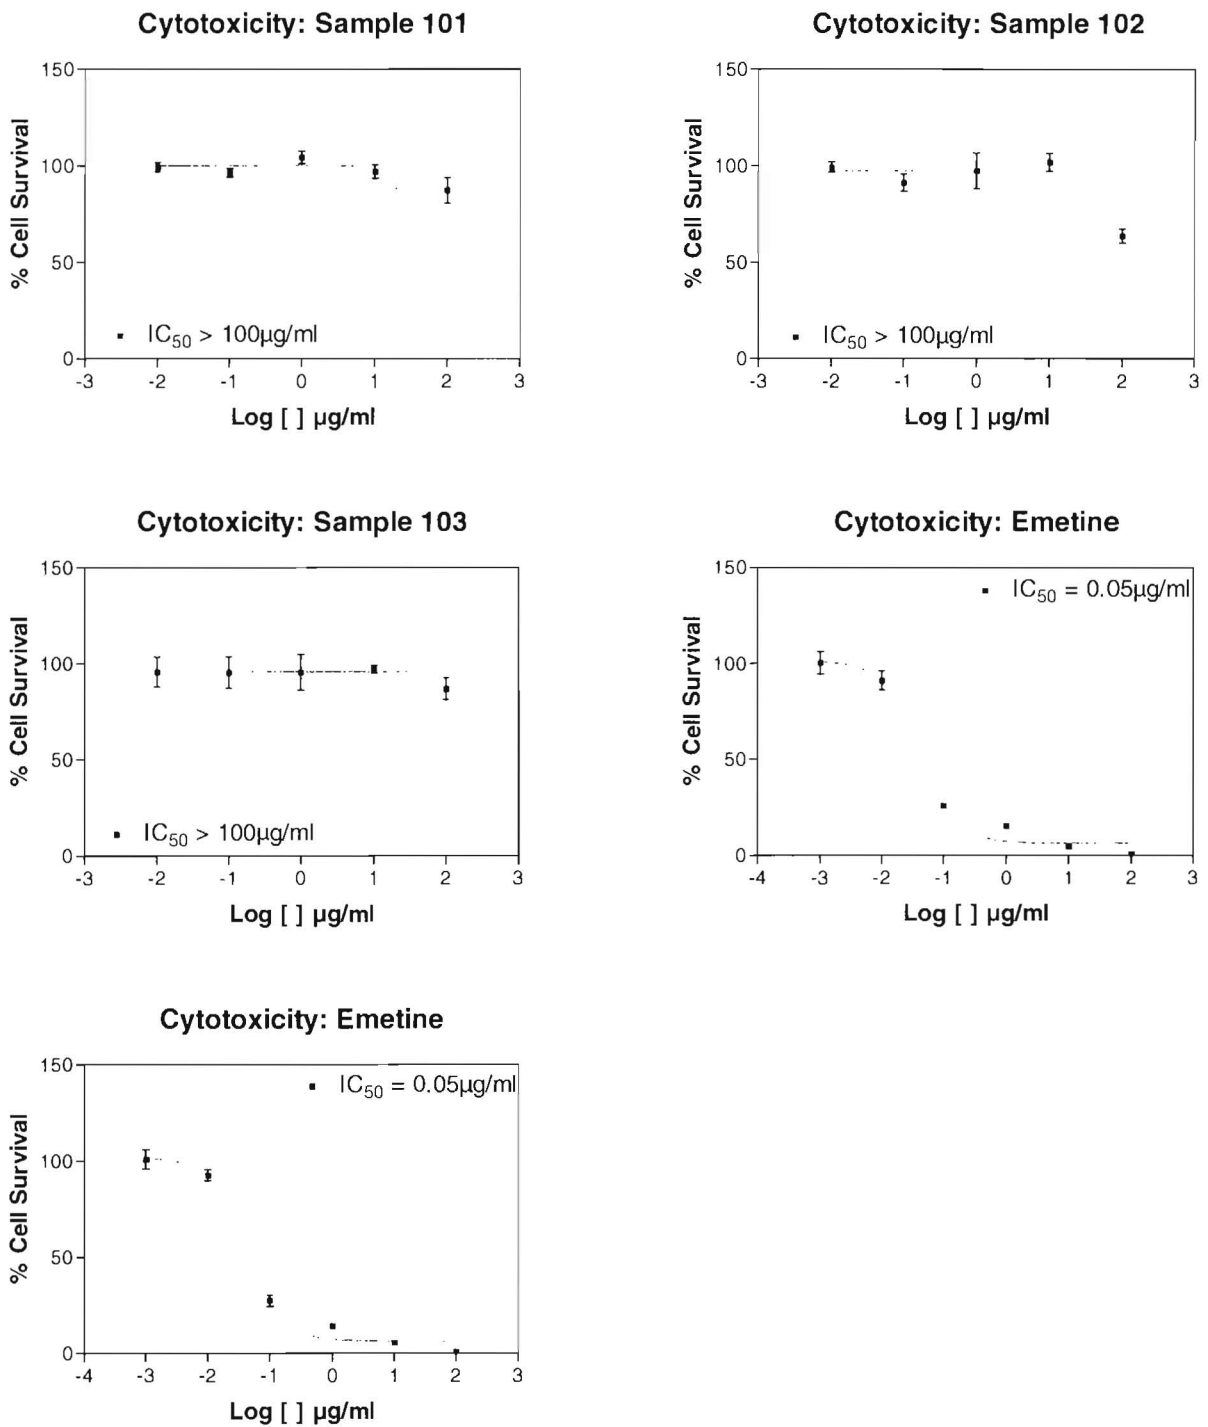 Cytotoxicity: Sample 101
150
100
50
0
% Cell Survival
IC50 > 100µg/ml
-3 -2 -1 0 1 2 3
Log [ ] µg/ml
Cytotoxicity: Sample 102
150
100
50
0
% Cell Survival
IC50 > 100µg/ml
-3 -2 -1 0 1 2 3
Log [ ] µg/ml
Cytotoxicity: Sample 103
150
100
50
0
% Cell Survival
IC50 > 100µg/ml
-3 -2 -1 0 1 2 3
Log [ ] µg/ml
Cytotoxicity: Emetine
150
100
50
0
% Cell Survival
IC50 = 0.05µg/ml
-4 -3 -2 -1 0 1 2 3
Log [ ] µg/ml
Cytotoxicity: Emetine
150
100
50
0
% Cell Survival
IC50 = 0.05µg/ml
-4 -3 -2 -1 0 1 2 3
Log [ ] µg/ml